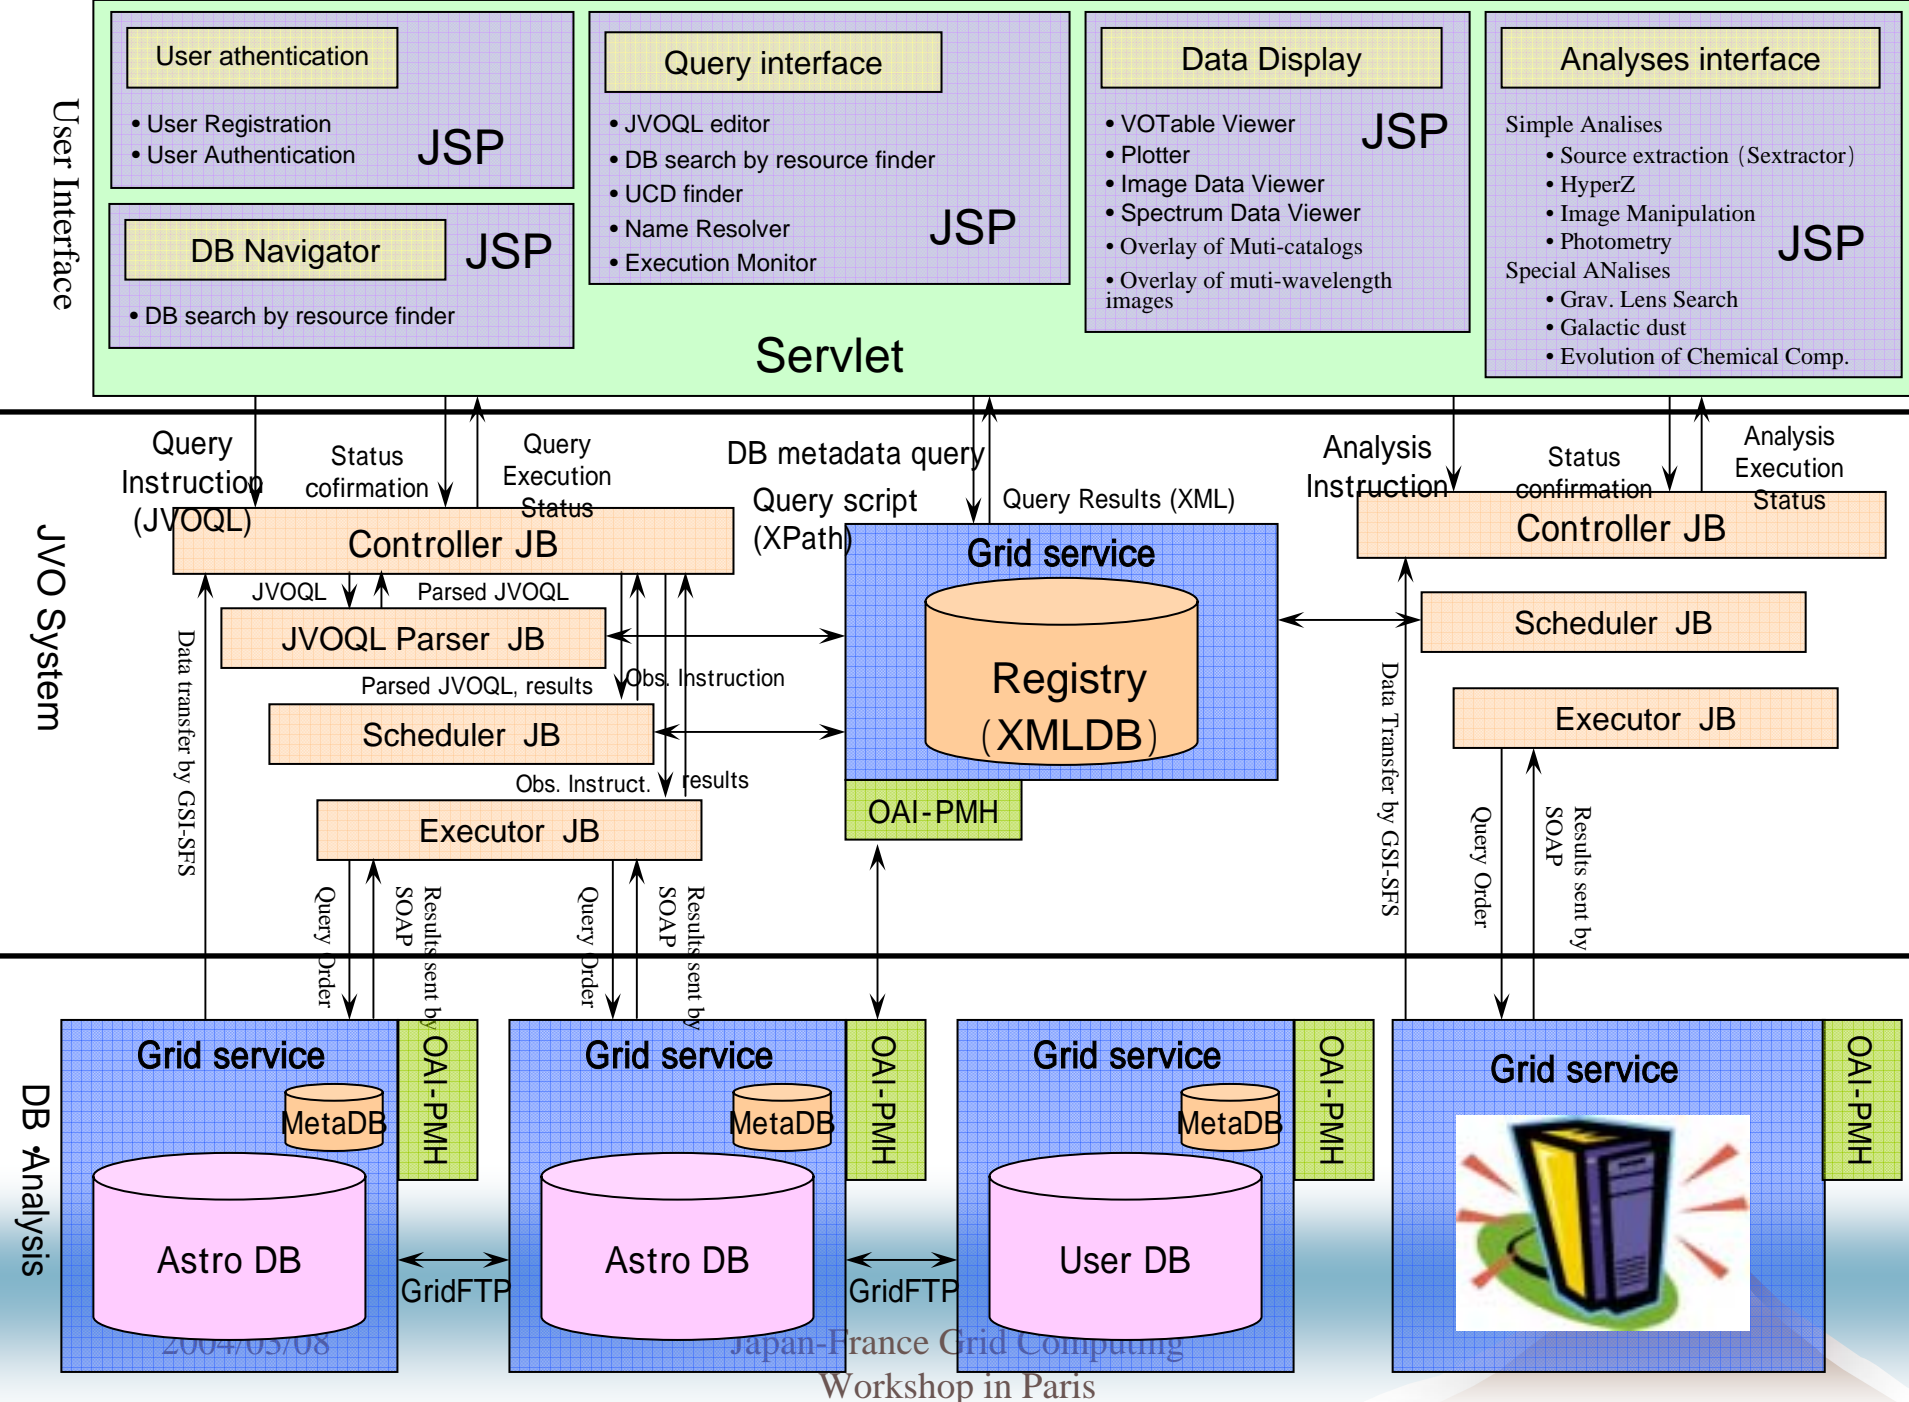 User Interface
User athentication
• User Registration
• User Authentication
JSP
DB Navigator
JSP
• DB search by resource finder
Query interface
• JVOQL editor
• DB search by resource finder
• UCD finder
• Name Resolver
• Execution Monitor
JSP
Data Display
• VOTable Viewer
• Plotter
• Image Data Viewer
• Spectrum Data Viewer
• Overlay of Muti-catalogs
• Overlay of muti-wavelength
images
JSP
Analyses interface
Simple Analises
• Source extraction (Sextractor)
• HyperZ
• Image Manipulation
• Photometry
Special ANalises
• Grav. Lens Search
• Galactic dust
• Evolution of Chemical Comp.
JSP
Servlet
JVO System
Query
Instruction
(JVOQL)
Status
cofirmation
Query
Execution
Status
DB metadata query
Query script
(XPath)
Query Results (XML)
Analysis
Instruction
Status
confirmation
Analysis
Execution
Status
Controller JB
JVOQL
Parsed JVOQL
JVOQL Parser JB
Parsed JVOQL, results
Obs. Instruction
Scheduler JB
Obs. Instruct.
results
Executor JB
Data transfer by GSI-SFS
Query Order
Results sent by
SOAP
Query Order
Results sent by
SOAP
Grid service
Registry
(XMLDB)
OAI-PMH
Controller JB
Scheduler JB
Executor JB
Data Transfer by GSI-SFS
Query Order
Results sent by
SOAP
DB•Analysis
Grid service
MetaDB
Astro DB
OAI-PMH
GridFTP
Grid service
MetaDB
Astro DB
OAI-PMH
GridFTP
Grid service
MetaDB
User DB
OAI-PMH
Grid service
OAI-PMH
2004/03/08
Japan-France Grid Computing
Workshop in Paris